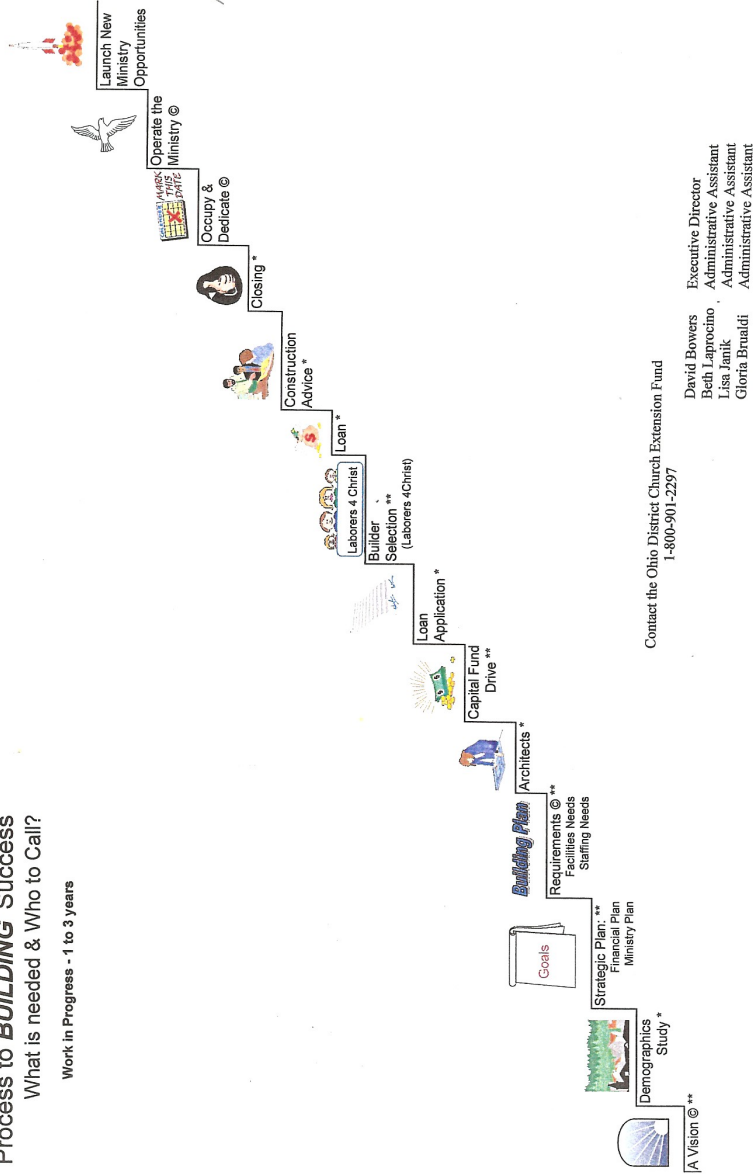 Process to BUILDING Success
What is needed & Who to Call?
Work in Progress - 1 to 3 years
A Vision © **
Demographics
Study *
Goals
Strategic Plan: **
Financial Plan
Ministry Plan
Building Plan
Requirements © **
Facilities Needs
Staffing Needs
Architects *
Capital Fund
Drive **
Loan
Application *
Laborers 4 Christ
Builder
Selection **
(Laborers 4Christ)
$
Loan *
Construction
Advice *
Closing *
MARK
THIS
DATE
X
Occupy &
Dedicate ©
Operate the
Ministry ©
Launch New
Ministry
Opportunities
Contact the Ohio District Church Extension Fund
1-800-901-2297
David Bowers Executive Director
Beth Laprocino Administrative Assistant
Lisa Janik Administrative Assistant
Gloria Brualdi Administrative Assistant